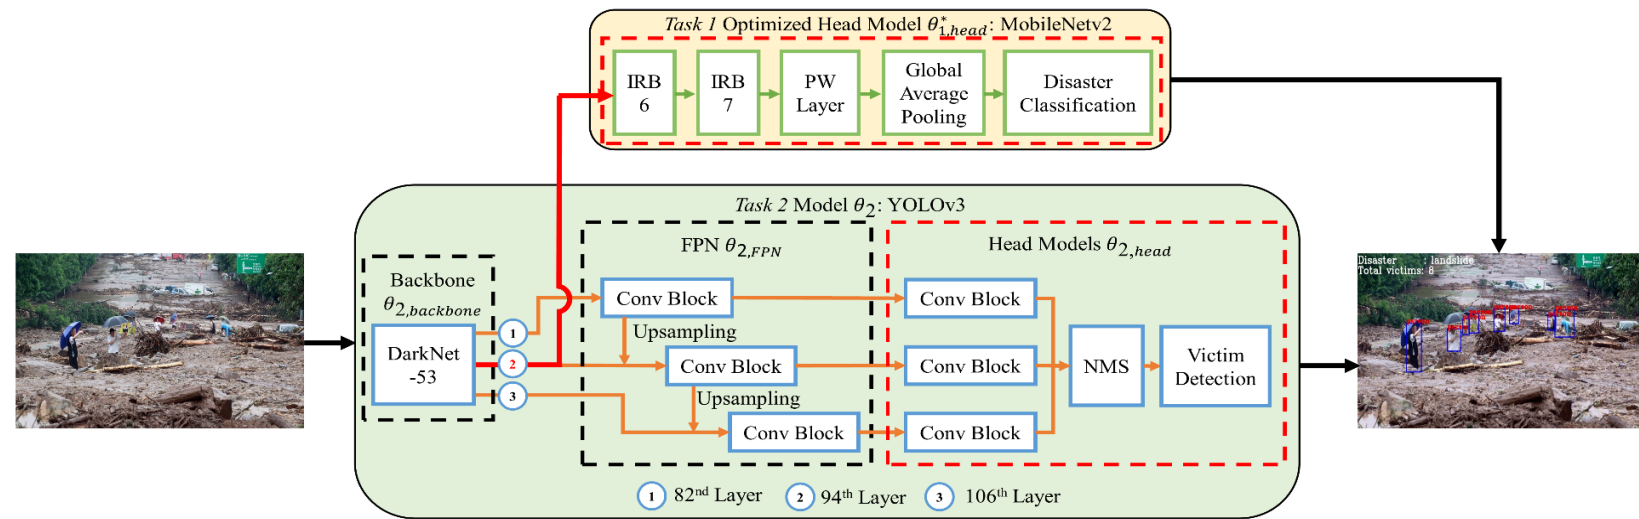 Task 1 Optimized Head Model θ*1,head: MobileNetv2
IRB
6
IRB
7
PW
Layer
Global
Average
Pooling
Disaster
Classification
Task 2 Model θ2: YOLOv3
Backbone
θ2,backbone
DarkNet
-53
1
2
3
FPN θ2,FPN
Conv Block
Upsampling
Conv Block
Upsampling
Conv Block
Head Models θ2,head
Conv Block
Conv Block
Conv Block
NMS
Victim
Detection
Disaster : landslide
Total victims: 8
1 82nd Layer
2 94th Layer
3 106th Layer